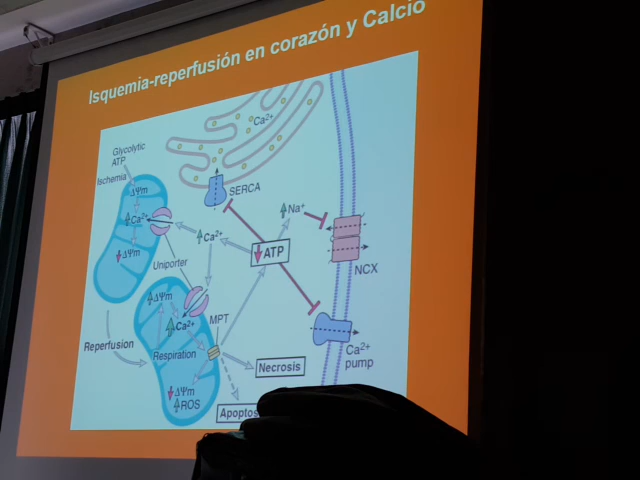 Isquemia-reperfusión en corazón y Calcio
Ca²⁺
Glycolytic
ATP
Ischemia
ΔΨm
SERCA
Na⁺
Ca²⁺
Ca²⁺
ΔΨm
ATP
Uniporter
NCX
ΔΨm
MPT
Ca²⁺
Reperfusion
Respiration
Ca²⁺
pump
Necrosis
ΔΨm
ROS